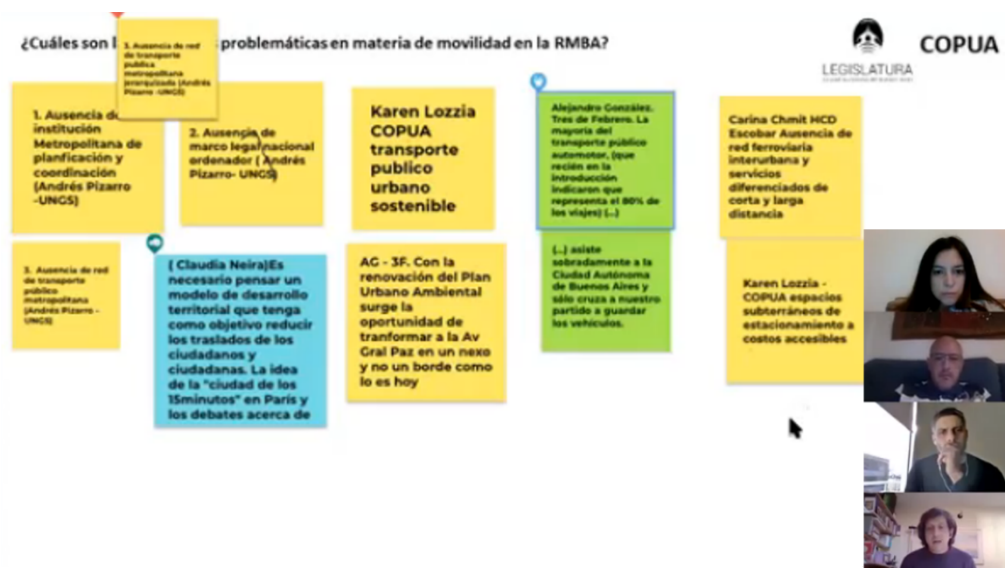 ¿Cuáles son l
s problemáticas en materia de movilidad en la RMBA?
LEGISLATURA
COPUA
3. Ausencia de red
de transporte
publica
metropolitana
jerarquizada (Andrés
Pizarro -UNGS)
1. Ausencia de
institución
Metropolitana de
planficación y
coordinación
(Andrés Pizarro
-UNGS)
2. Ausencia de
marco legal nacional
ordenador ( Andrés
Pizarro- UNGS)
Karen Lozzia
COPUA
transporte
publico
urbano
sostenible
Alejandro González.
Tres de Febrero. La
mayoría del
transporte público
automotor, (que
recién en la
introducción
indicaron que
representa el 80% de
los viajes) (...)
Carina Chmit HCD
Escobar Ausencia de
red ferroviaria
interurbana y
servicios
diferenciados de
corta y larga
distancia
3. Ausencia de red
de transporte
público
metropolitana
(Andrés Pizarro -
UNGS)
( Claudia Neira)Es
necesario pensar un
modelo de desarrollo
territorial que tenga
como objetivo reducir
los traslados de los
ciudadanos y
ciudadanas. La idea
de la "ciudad de los
15minutos" en París y
los debates acerca de
AG - 3F. Con la
renovación del Plan
Urbano Ambiental
surge la
oportunidad de
tranformar a la Av
Gral Paz en un nexo
y no un borde como
lo es hoy
(...) asiste
sobradamente a la
Ciudad Autónoma
de Buenos Aires y
sólo cruza a nuestro
partido a guardar
los vehículos.
Karen Lozzia -
COPUA espacios
subterráneos de
estacionamiento a
costos accesibles